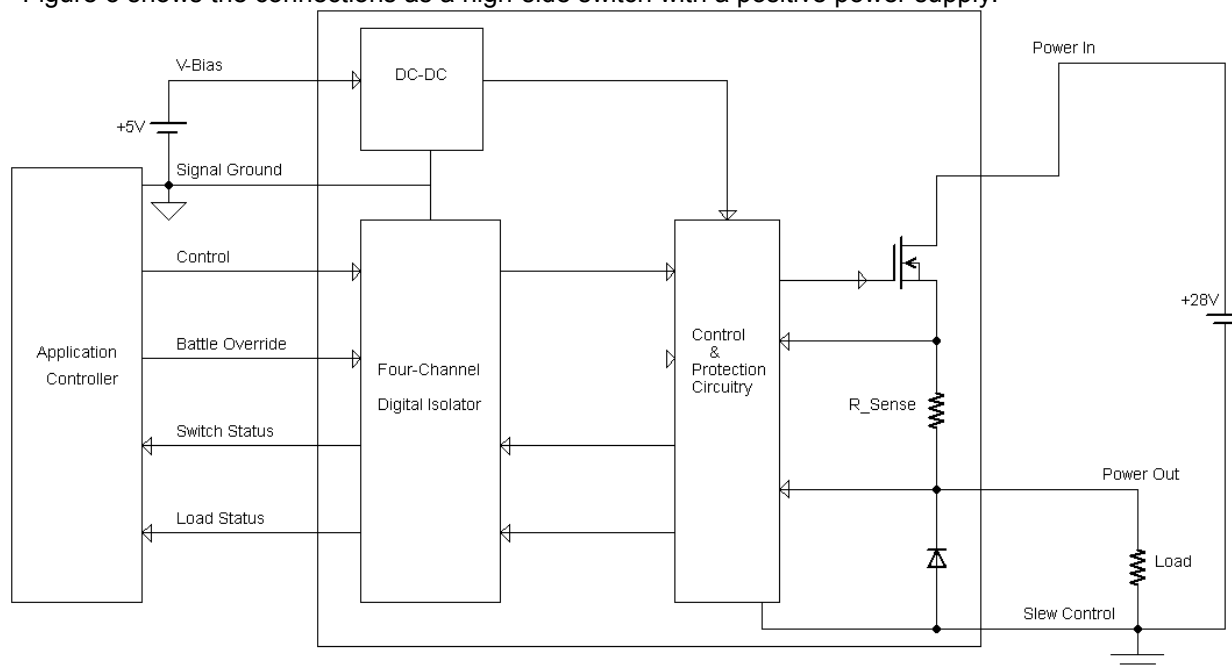 Figure 6 shows the connections as a high-side switch with a positive power supply.
Power In
V-Bias
DC-DC
+5V
Signal Ground
Control
+28V
Battle Override
Application
Controller
Four-Channel
Digital Isolator
Control
&
Protection
Circuitry
R_Sense
Switch Status
Power Out
Load Status
Load
Slew Control